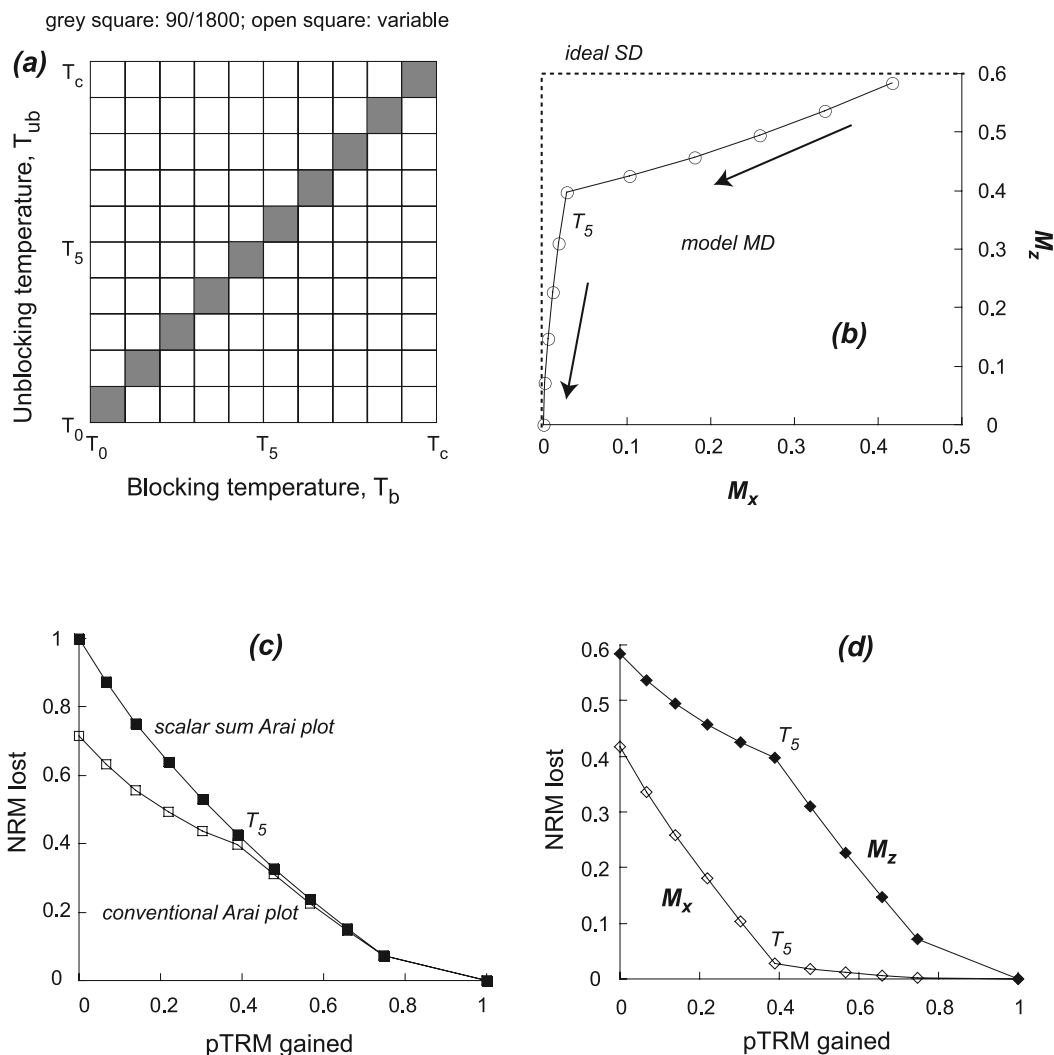 grey square: 90/1800; open square: variable
(a)
Unblocking temperature, T_ub
T_c
T_5
T_0
T_0
T_5
T_c
Blocking temperature, T_b
ideal SD
T_5
model MD
(b)
0.6
0.5
0.4
0.3
0.2
0.1
0
M_z
0
0.1
0.2
0.3
0.4
0.5
M_x
(c)
NRM lost
1
0.8
0.6
0.4
0.2
0
scalar sum Arai plot
T_5
conventional Arai plot
0
0.2
0.4
0.6
0.8
1
pTRM gained
(d)
NRM lost
0.6
0.5
0.4
0.3
0.2
0.1
0
T_5
M_z
M_x
T_5
0
0.2
0.4
0.6
0.8
1
pTRM gained